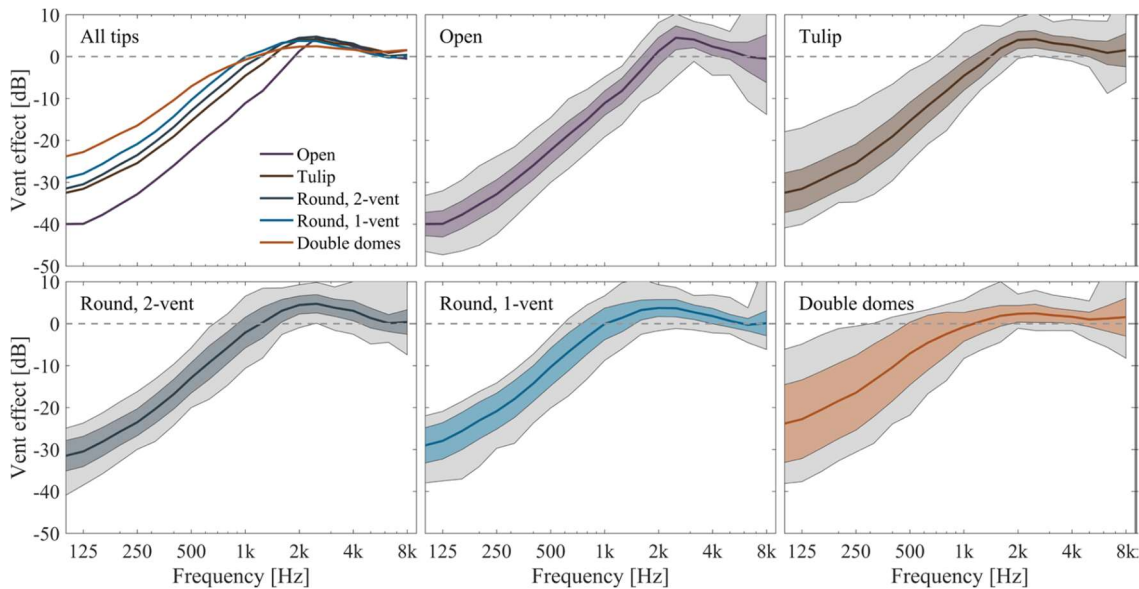 10
0
-10
-20
-30
-40
-50
Vent effect [dB]
All tips
Open
Tulip
Round, 2-vent
Round, 1-vent
Double domes
Open
Tulip
10
0
-10
-20
-30
-40
-50
Vent effect [dB]
Round, 2-vent
Round, 1-vent
Double domes
125 250 500 1k 2k 4k 8k
125 250 500 1k 2k 4k 8k
125 250 500 1k 2k 4k 8k
Frequency [Hz]
Frequency [Hz]
Frequency [Hz]